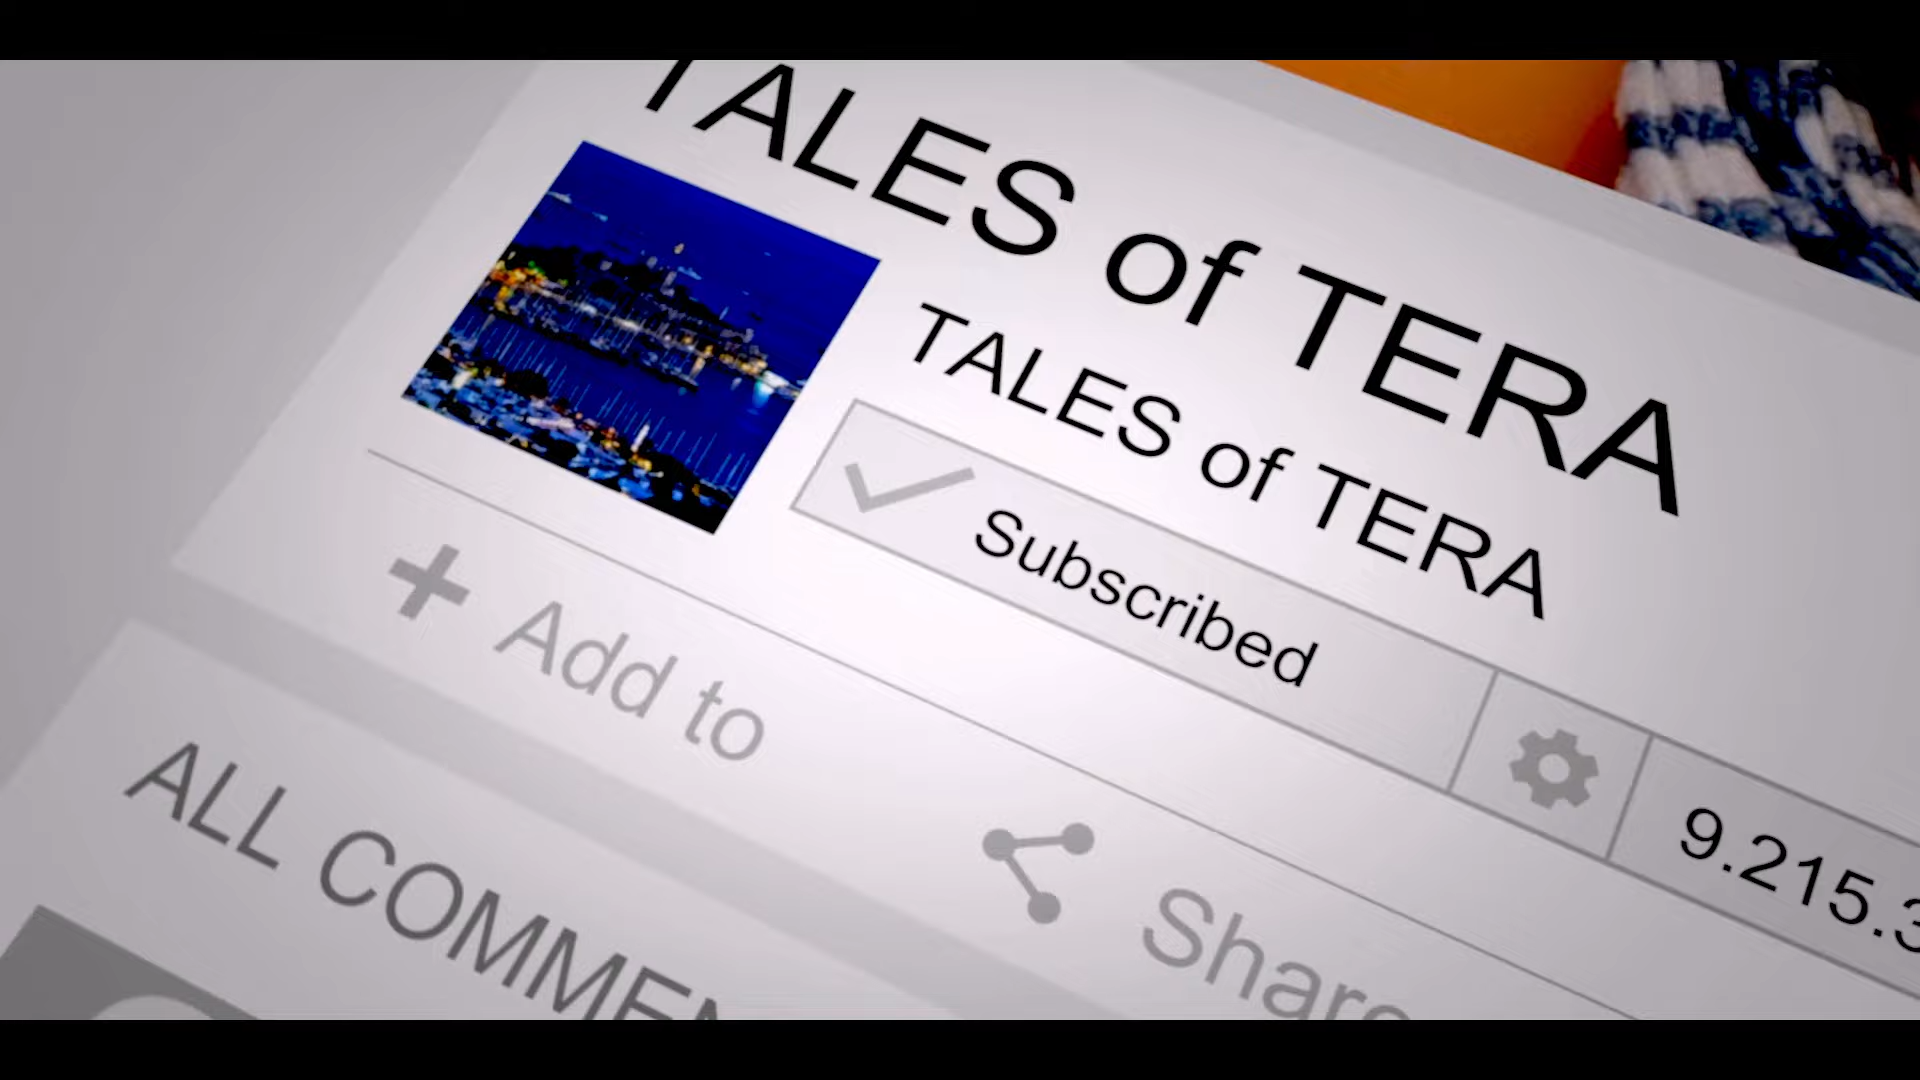 TALES of TERA
TALES of TERA
Subscribed
9.215.3
Add to
Share
ALL COMMEN